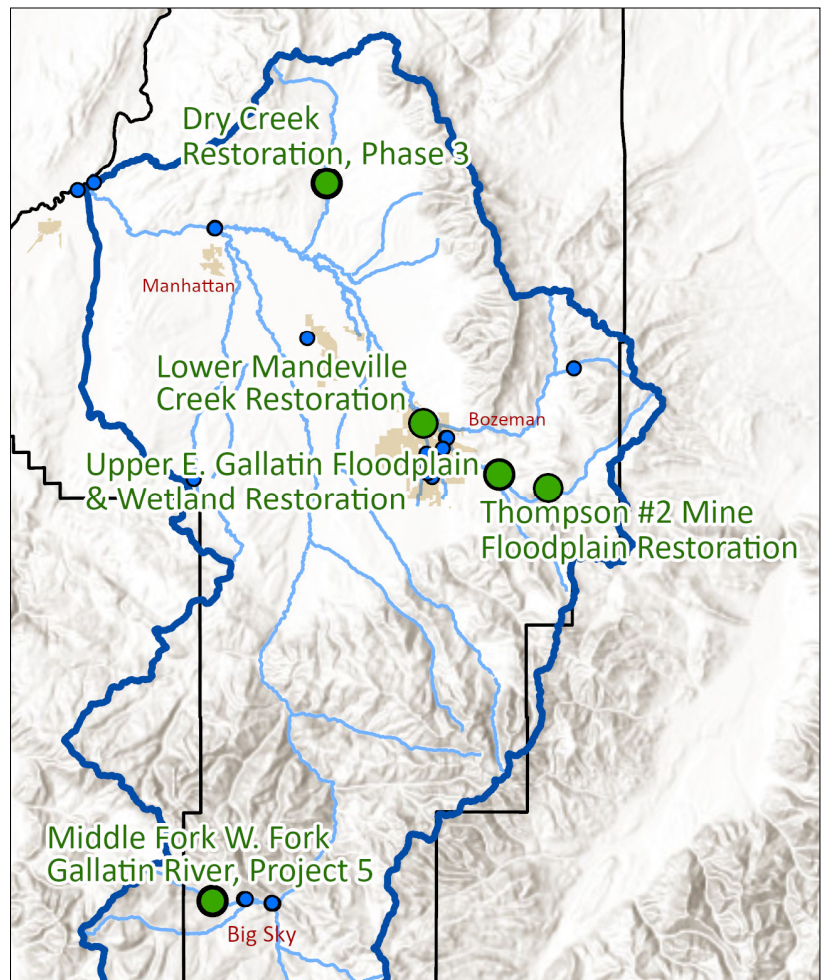 Dry Creek
Restoration, Phase 3
Manhattan
Lower Mandeville
Creek Restoration
Bozeman
Upper E. Gallatin Floodplain
& Wetland Restoration
Thompson #2 Mine
Floodplain Restoration
Middle Fork W. Fork
Gallatin River, Project 5
Big Sky